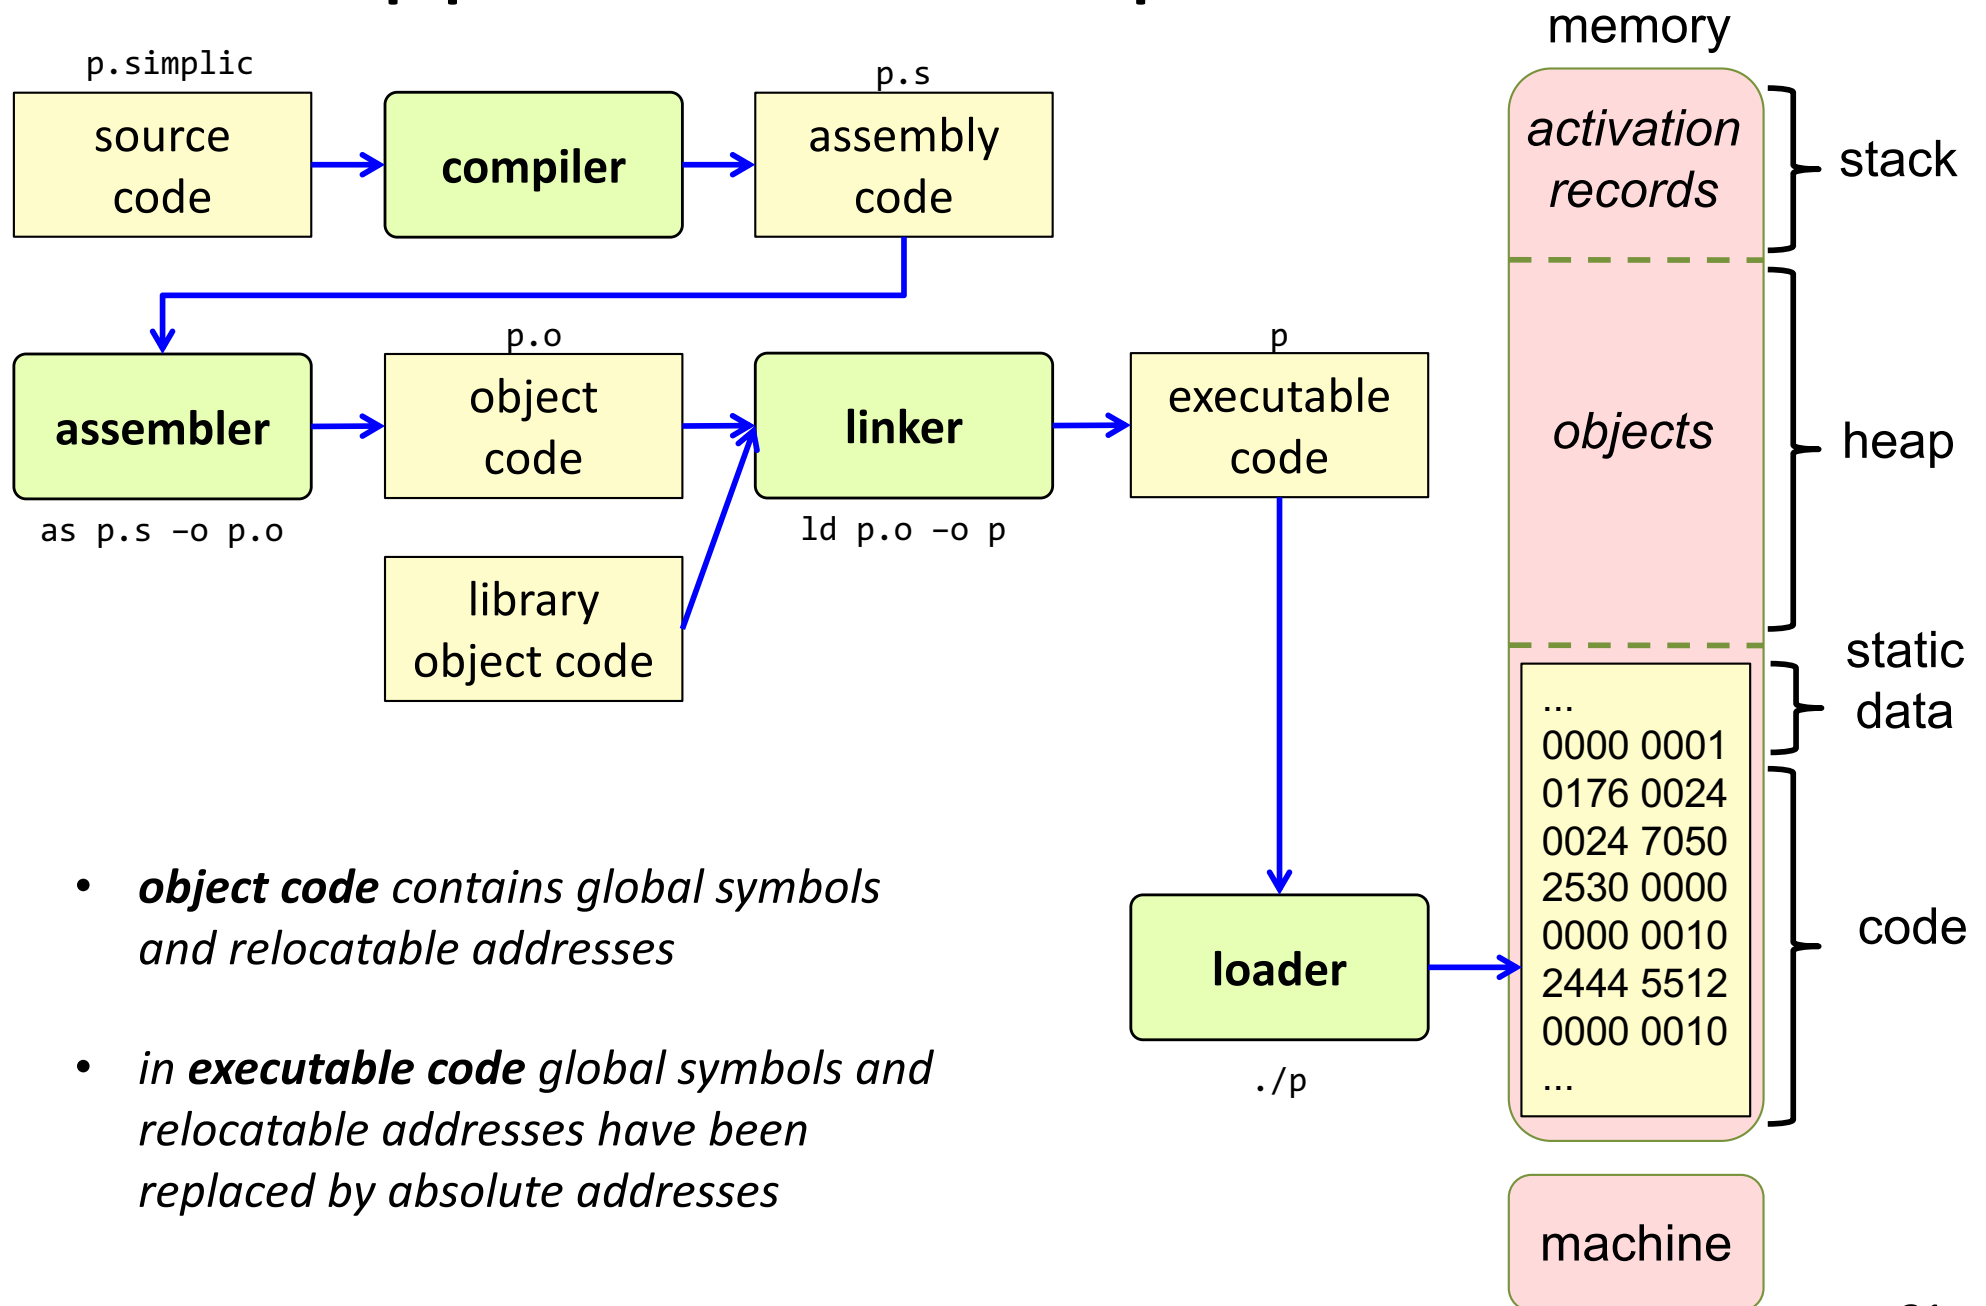 memory
p.simplic
source
code
compiler
p.s
assembly
code
activation
records
stack
assembler
as p.s –o p.o
p.o
object
code
library
object code
linker
ld p.o –o p
p
executable
code
objects
heap
static
data
...
0000 0001
0176 0024
0024 7050
2530 0000
0000 0010
2444 5512
0000 0010
...
code
loader
./p
• object code contains global symbols
and relocatable addresses
• in executable code global symbols and
relocatable addresses have been
replaced by absolute addresses
machine